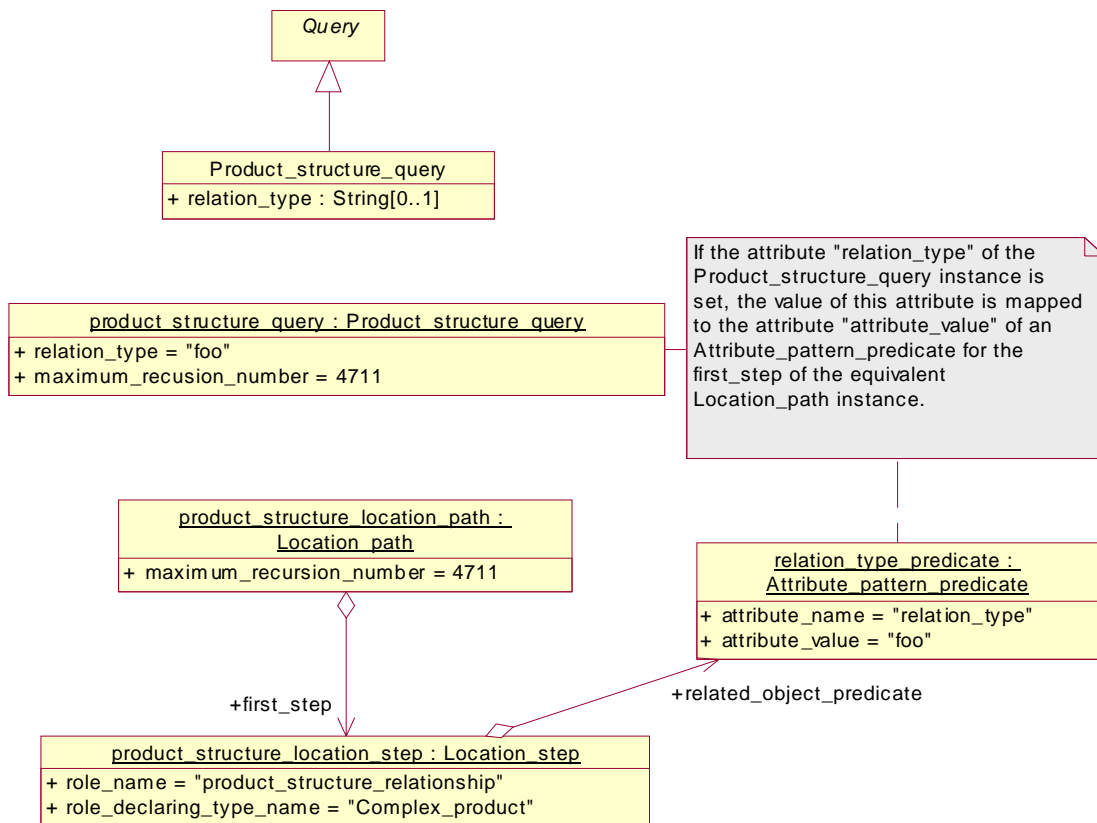 Query
Product_structure_query
+ relation_type : String[0..1]
If the attribute "relation_type" of the
Product_structure_query instance is
set, the value of this attribute is mapped
to the attribute "attribute_value" of an
Attribute_pattern_predicate for the
first_step of the equivalent
Location_path instance.
product_structure_query : Product_structure_query
+ relation_type = "foo"
+ maximum_recusion_number = 4711
product_structure_location_path :
Location_path
+ maximum_recursion_number = 4711
relation_type_predicate :
Attribute_pattern_predicate
+ attribute_name = "relation_type"
+ attribute_value = "foo"
+first_step
+related_object_predicate
product_structure_location_step : Location_step
+ role_name = "product_structure_relationship"
+ role_declaring_type_name = "Complex_product"